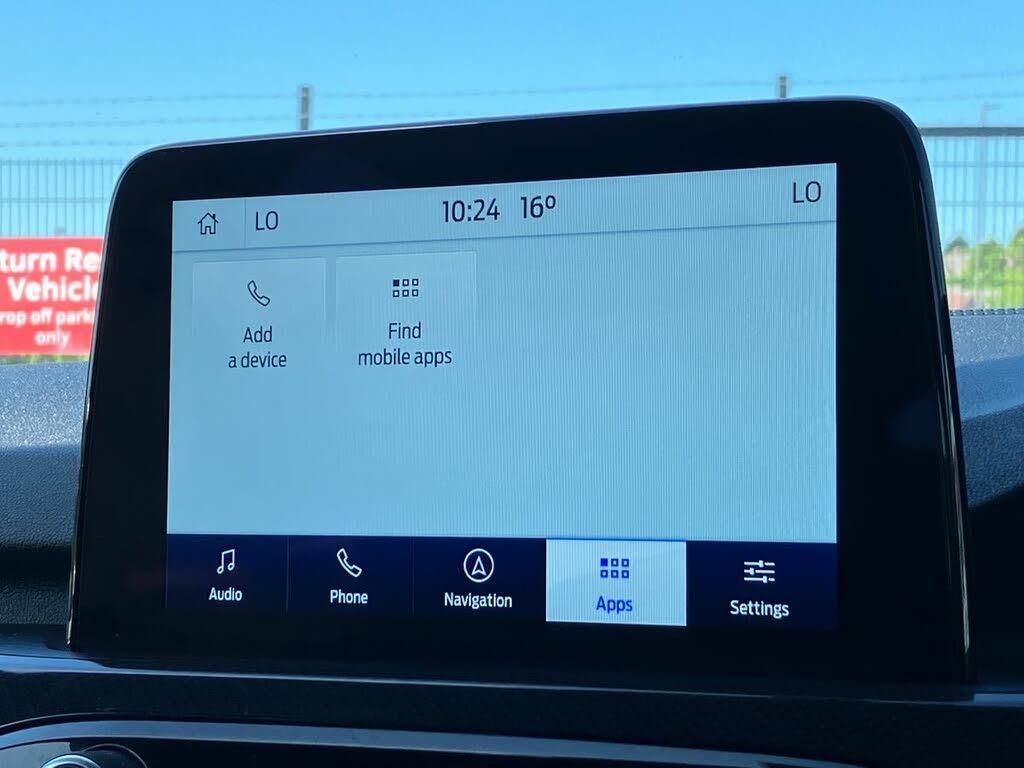 LO 10:24 16° LO
Add
a device
Find
mobile apps
Audio Phone Navigation Apps Settings
turn Re
Vehicle
rop off park
only